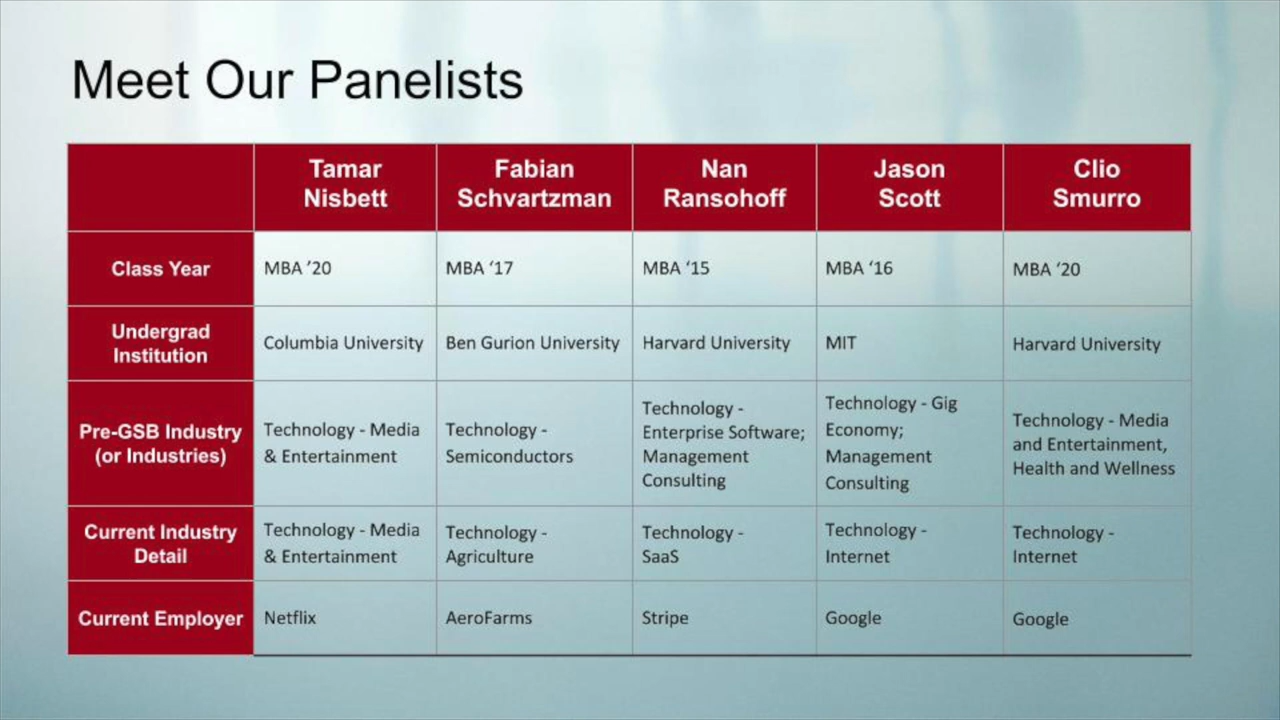 Meet Our Panelists
Tamar
Nisbett
Fabian
Schvartzman
Nan
Ransohoff
Jason
Scott
Clio
Smurro
Class Year
MBA ’20
MBA ‘17
MBA ‘15
MBA ‘16
MBA ‘20
Undergrad
Institution
Columbia University
Ben Gurion University
Harvard University
MIT
Harvard University
Pre-GSB Industry
(or Industries)
Technology - Media
& Entertainment
Technology -
Semiconductors
Technology -
Enterprise Software;
Management
Consulting
Technology - Gig
Economy;
Management
Consulting
Technology - Media
and Entertainment,
Health and Wellness
Current Industry
Detail
Technology - Media
& Entertainment
Technology -
Agriculture
Technology -
SaaS
Technology -
Internet
Technology -
Internet
Current Employer
Netflix
AeroFarms
Stripe
Google
Google